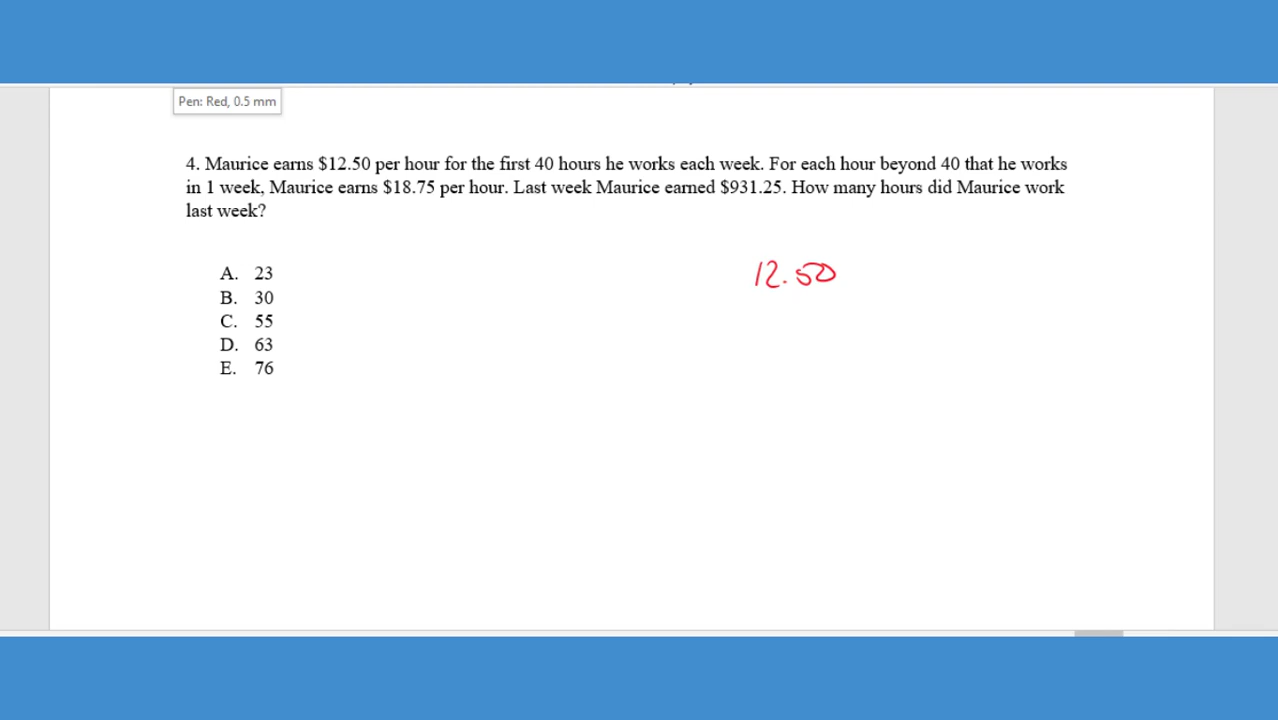 Pen: Red, 0.5 mm
4. Maurice earns $12.50 per hour for the first 40 hours he works each week. For each hour beyond 40 that he works
in 1 week, Maurice earns $18.75 per hour. Last week Maurice earned $931.25. How many hours did Maurice work
last week?
A. 23
12.50
B. 30
C. 55
D. 63
E. 76